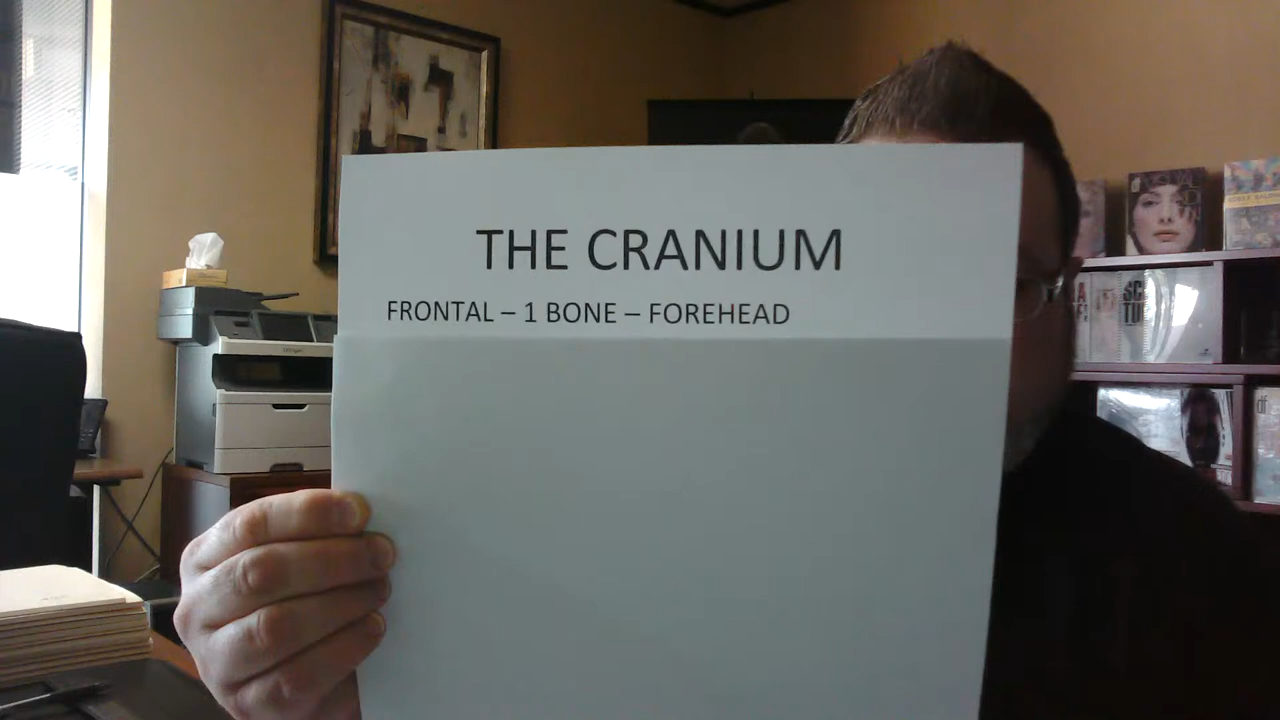 THE CRANIUM
FRONTAL – 1 BONE – FOREHEAD